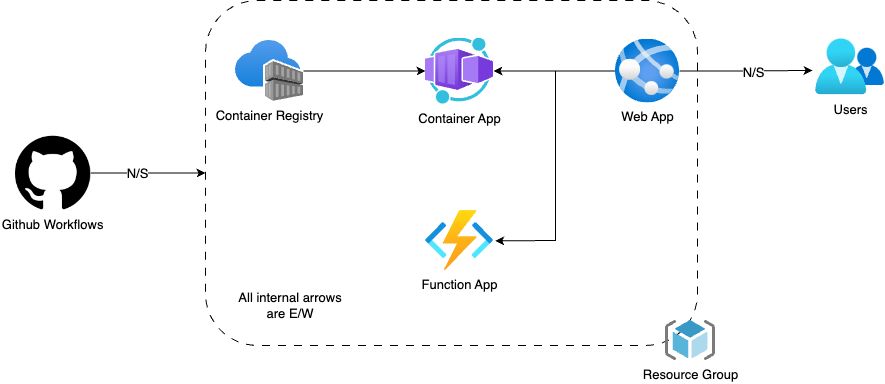 Container Registry
Container App
Web App
N/S
Users
N/S
Github Workflows
Function App
All internal arrows
are E/W
Resource Group